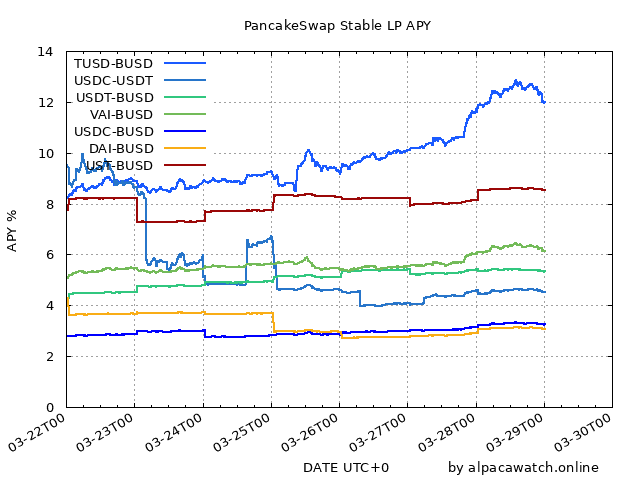 PancakeSwap Stable LP APY
14
12
10
8
6
4
2
0
APY %
TUSD-BUSD
USDC-USDT
USDT-BUSD
VAI-BUSD
USDC-BUSD
DAI-BUSD
UST-BUSD
03-22T00
03-23T00
03-24T00
03-25T00
03-26T00
03-27T00
03-28T00
03-29T00
03-30T00
DATE UTC+0
by alpacawatch.online